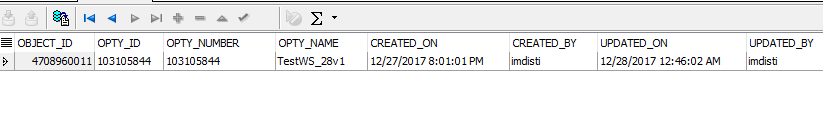 OBJECT_ID OPTY_ID OPTY_NUMBER OPTY_NAME CREATED_ON CREATED_BY UPDATED_ON UPDATED_BY
4708960011 103105844 103105844 TestWS_28v1 12/27/2017 8:01:01 PM imdisti 12/28/2017 12:46:02 AM imdisti